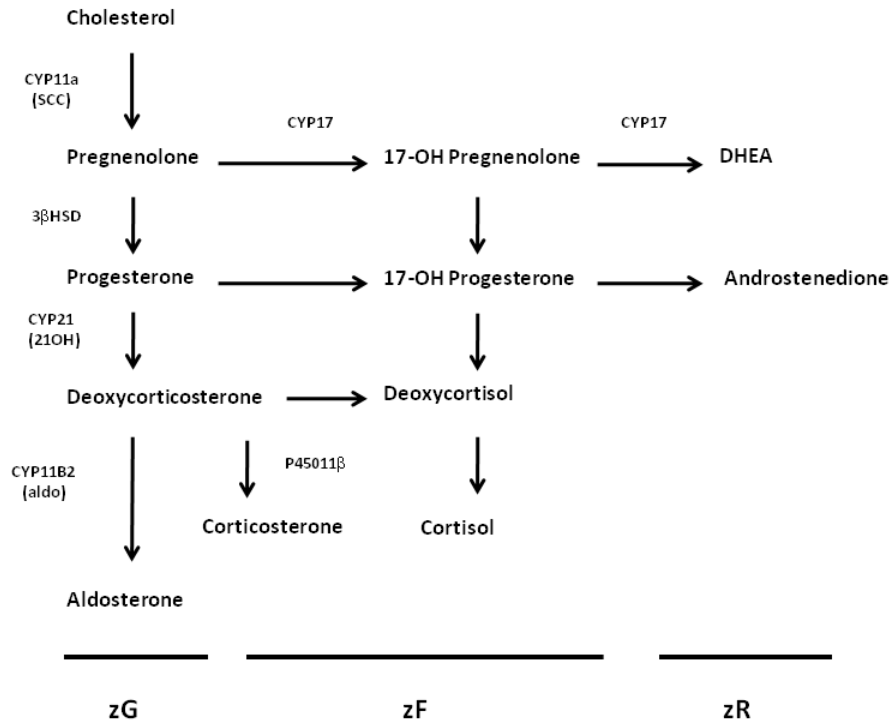 Cholesterol
CYP11a
(SCC)
CYP17
CYP17
Pregnenolone
17-OH Pregnenolone
DHEA
3βHSD
Progesterone
17-OH Progesterone
Androstenedione
CYP21
(21OH)
Deoxycorticosterone
Deoxycortisol
CYP11B2
(aldo)
P45011β
Corticosterone
Cortisol
Aldosterone
zG
zF
zR